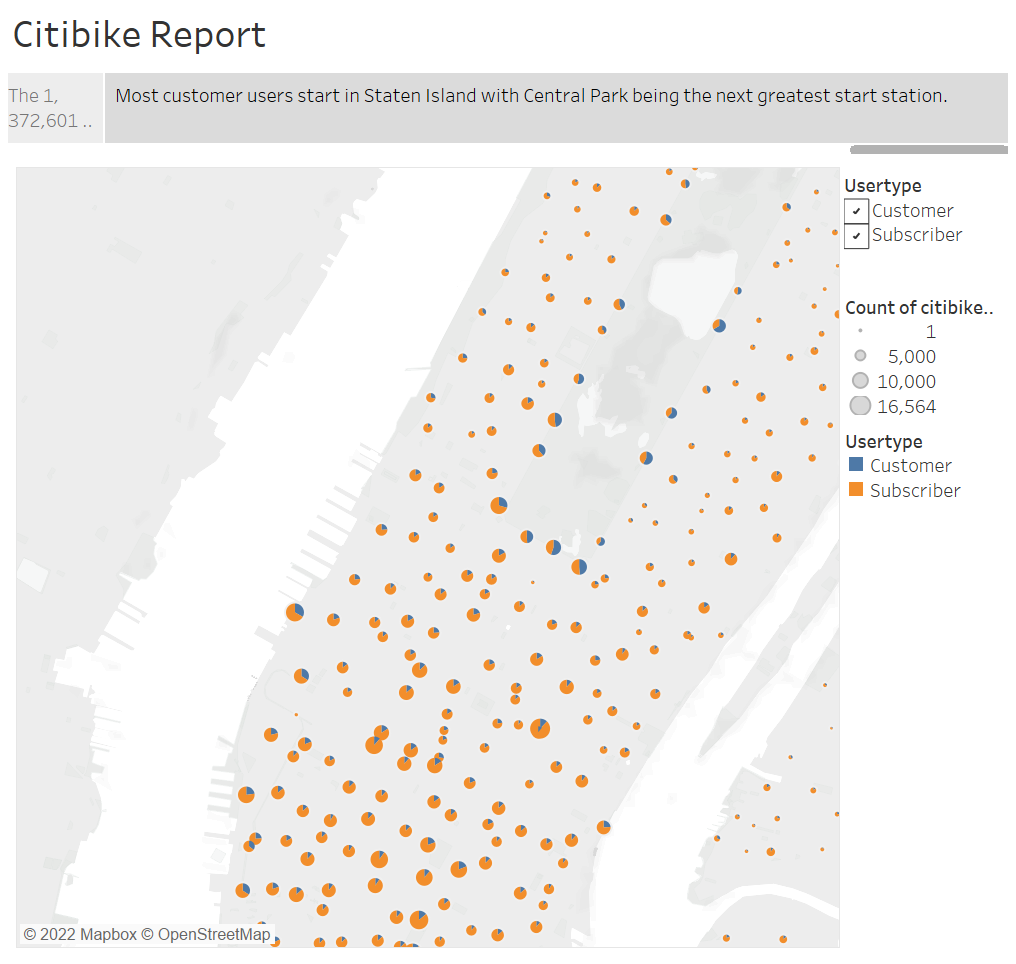 Citibike Report
The 1,
372,601 ..
Most customer users start in Staten Island with Central Park being the next greatest start station.
Usertype
Customer
Subscriber
Count of citibike..
1
5,000
10,000
16,564
Usertype
Customer
Subscriber
© 2022 Mapbox © OpenStreetMap